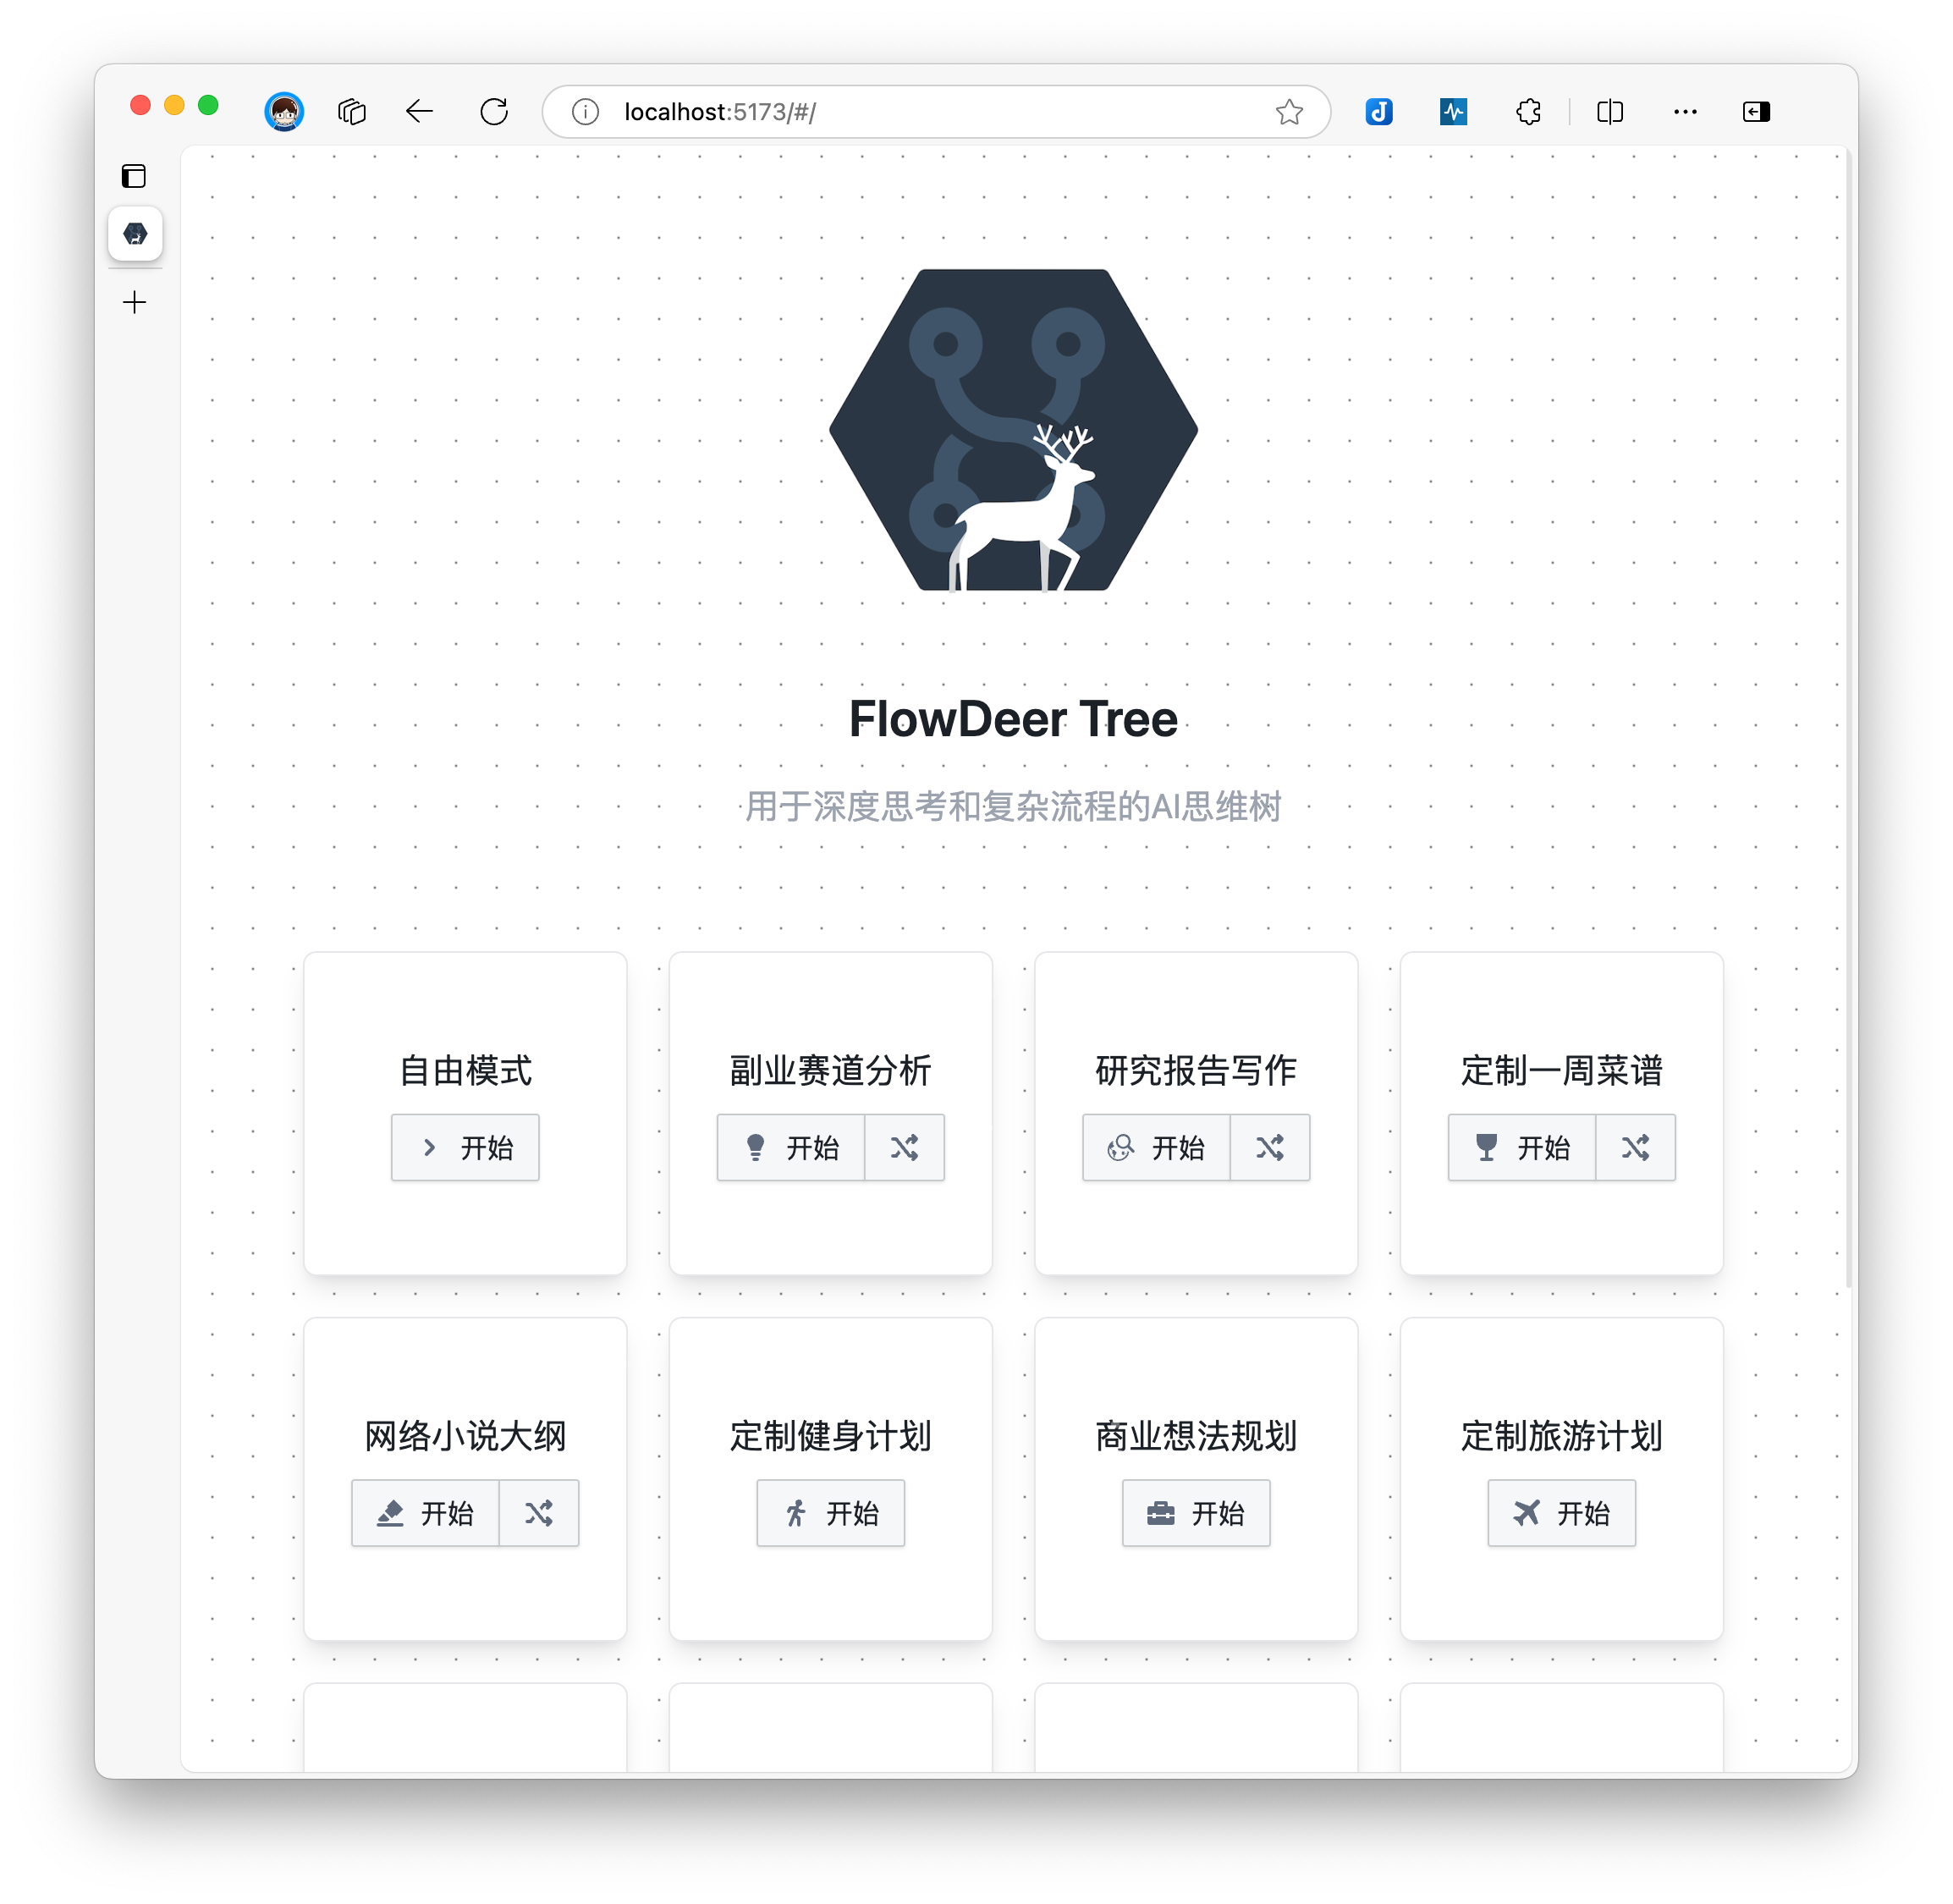 localhost:5173/#/
FlowDeer Tree
用于深度思考和复杂流程的AI思维树
自由模式
开始
副业赛道分析
开始
研究报告写作
开始
定制一周菜谱
开始
网络小说大纲
开始
定制健身计划
开始
商业想法规划
开始
定制旅游计划
开始